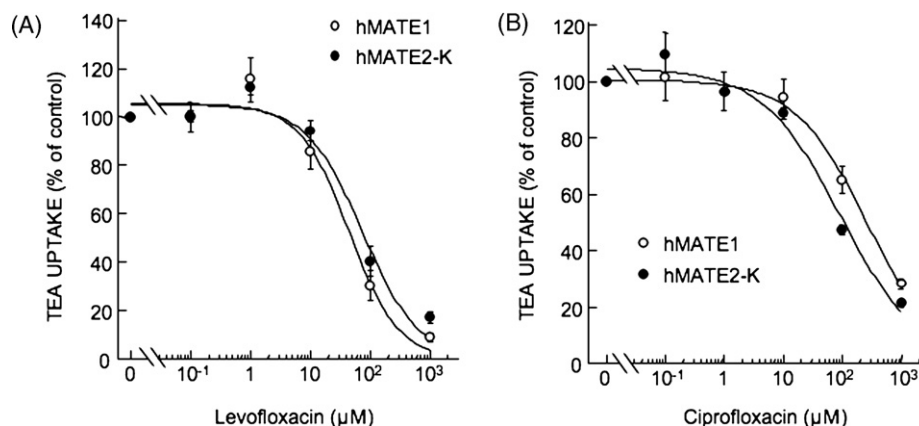 (A)
hMATE1
hMATE2-K
TEA UPTAKE (% of control)
140
120
100
80
60
40
20
0
0 10⁻¹ 1 10 10² 10³
Levofloxacin (µM)
(B)
120
100
80
60
40
20
0
TEA UPTAKE (% of control)
hMATE1
hMATE2-K
0 10⁻¹ 1 10 10² 10³
Ciprofloxacin (µM)